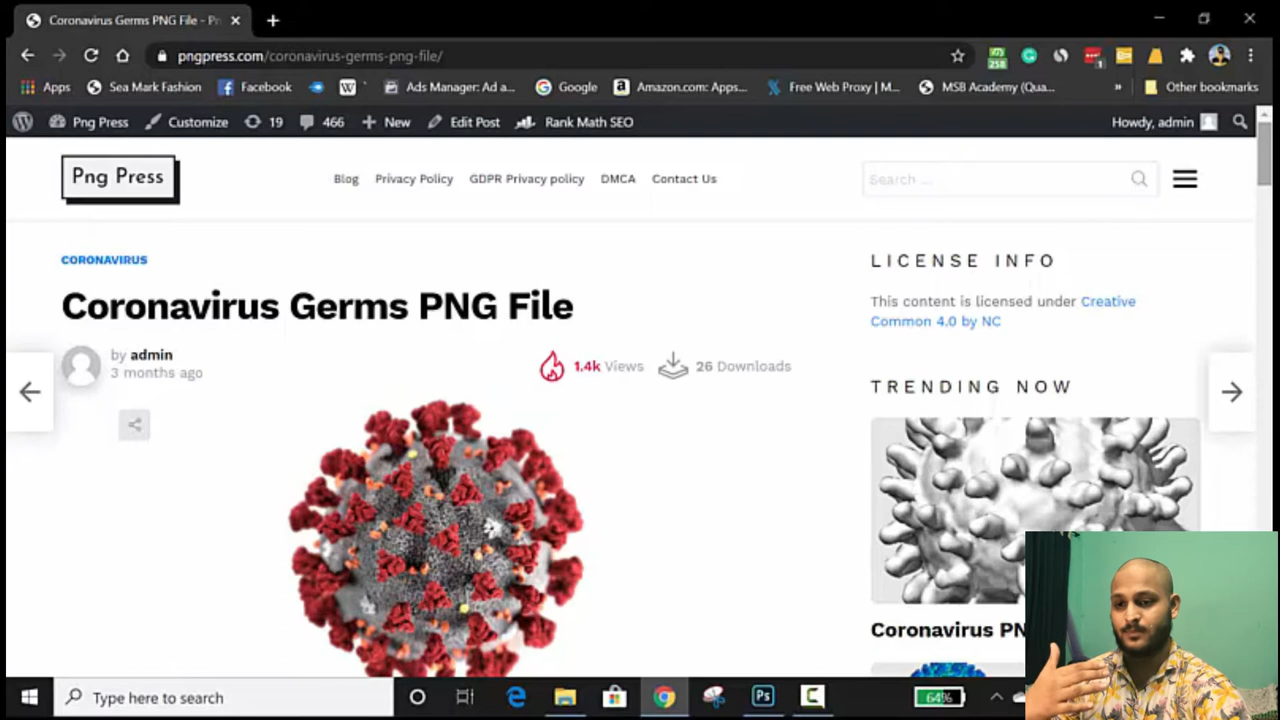 Coronavirus Germs PNG File - Pn
pngpress.com/coronavirus-germs-png-file/
258
1
Apps
Sea Mark Fashion
Facebook
W
Ads Manager: Ad a...
Google
Amazon.com: Apps...
Free Web Proxy | M...
MSB Academy (Qua...
»
Other bookmarks
Png Press
Customize
19
466
New
Edit Post
Rank Math SEO
Howdy, admin
Png Press
Blog
Privacy Policy
GDPR Privacy policy
DMCA
Contact Us
Search ...
CORONAVIRUS
Coronavirus Germs PNG File
by admin
3 months ago
1.4k Views
26 Downloads
LICENSE INFO
This content is licensed under Creative
Common 4.0 by NC
TRENDING NOW
Coronavirus PN
Type here to search
Ps
64%